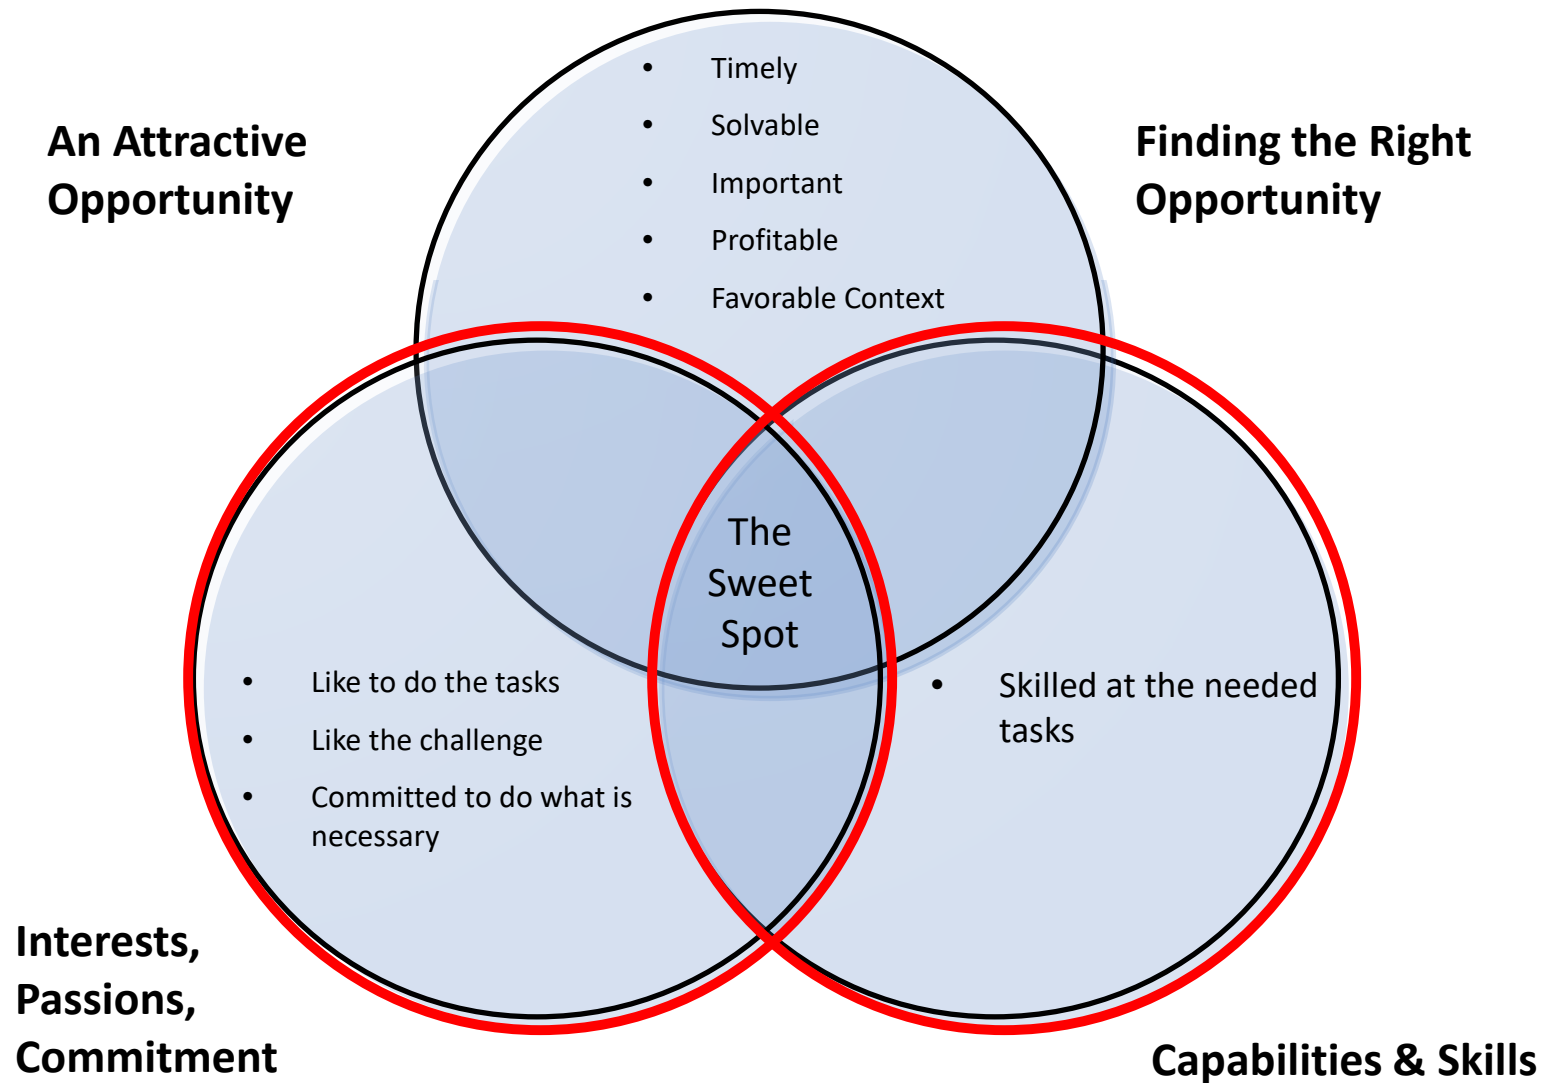 An Attractive
Opportunity
Finding the Right
Opportunity
• Timely
• Solvable
• Important
• Profitable
• Favorable Context
The
Sweet
Spot
• Like to do the tasks
• Like the challenge
• Committed to do what is
necessary
• Skilled at the needed
tasks
Interests,
Passions,
Commitment
Capabilities & Skills